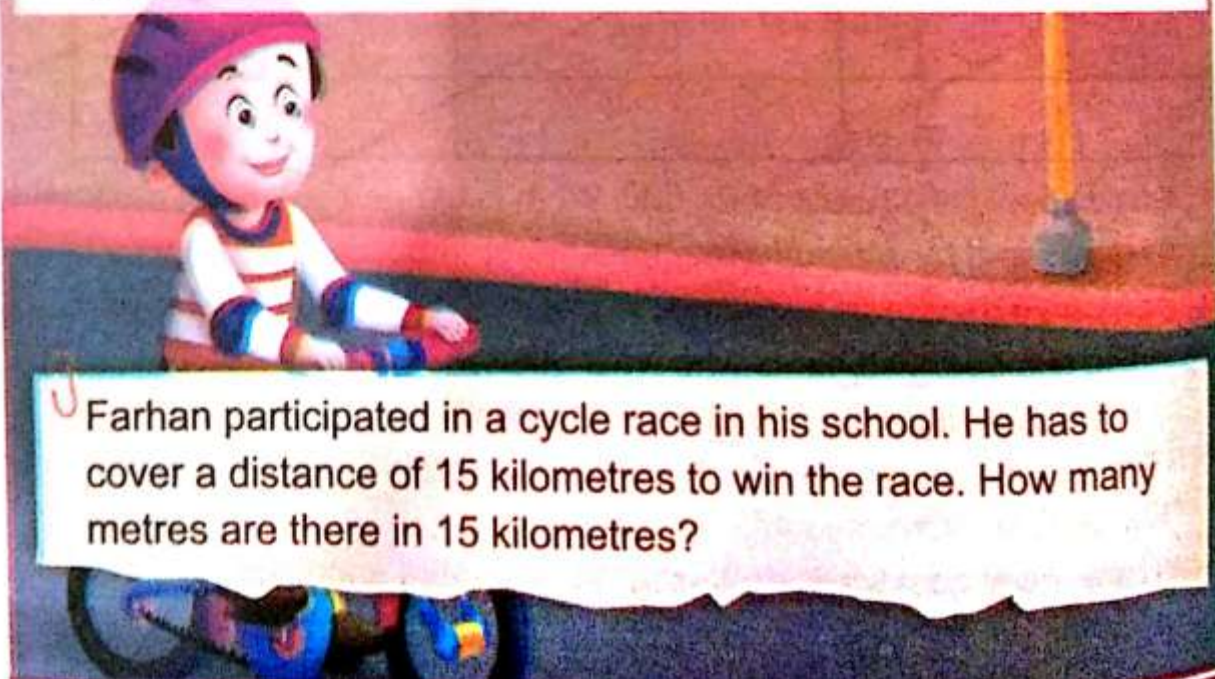 Farhan participated in a cycle race in his school. He has to
cover a distance of 15 kilometres to win the race. How many
metres are there in 15 kilometres?